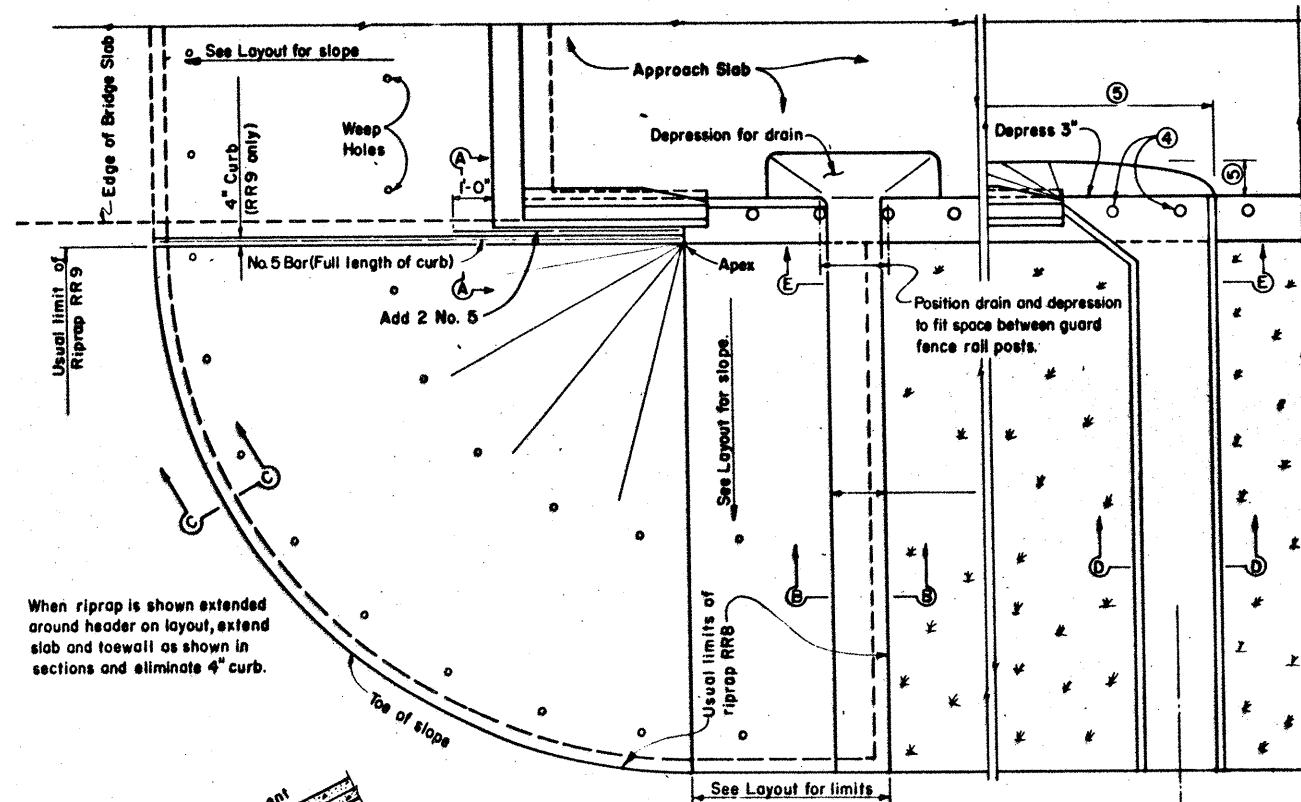 Edge of Bridge Slab
See Layout for slope
4" Curb
(RR9 only)
Weep
Holes
A
1'-0"
Approach Slab
Depression for drain
5
Depress 3"
4
5
Usual limit of
Riprap RR9
No. 5 Bar (Full length of curb)
A
Add 2 No. 5
Apex
E
E
Position drain and depression
to fit space between guard
fence rail posts.
See Layout for slope.
C
C
D
D
B
B
When riprap is shown extended
around header on layout, extend
slab and toewall as shown in
sections and eliminate 4" curb.
Toe of slope
Usual limits of
riprap RR8
See Layout for limits